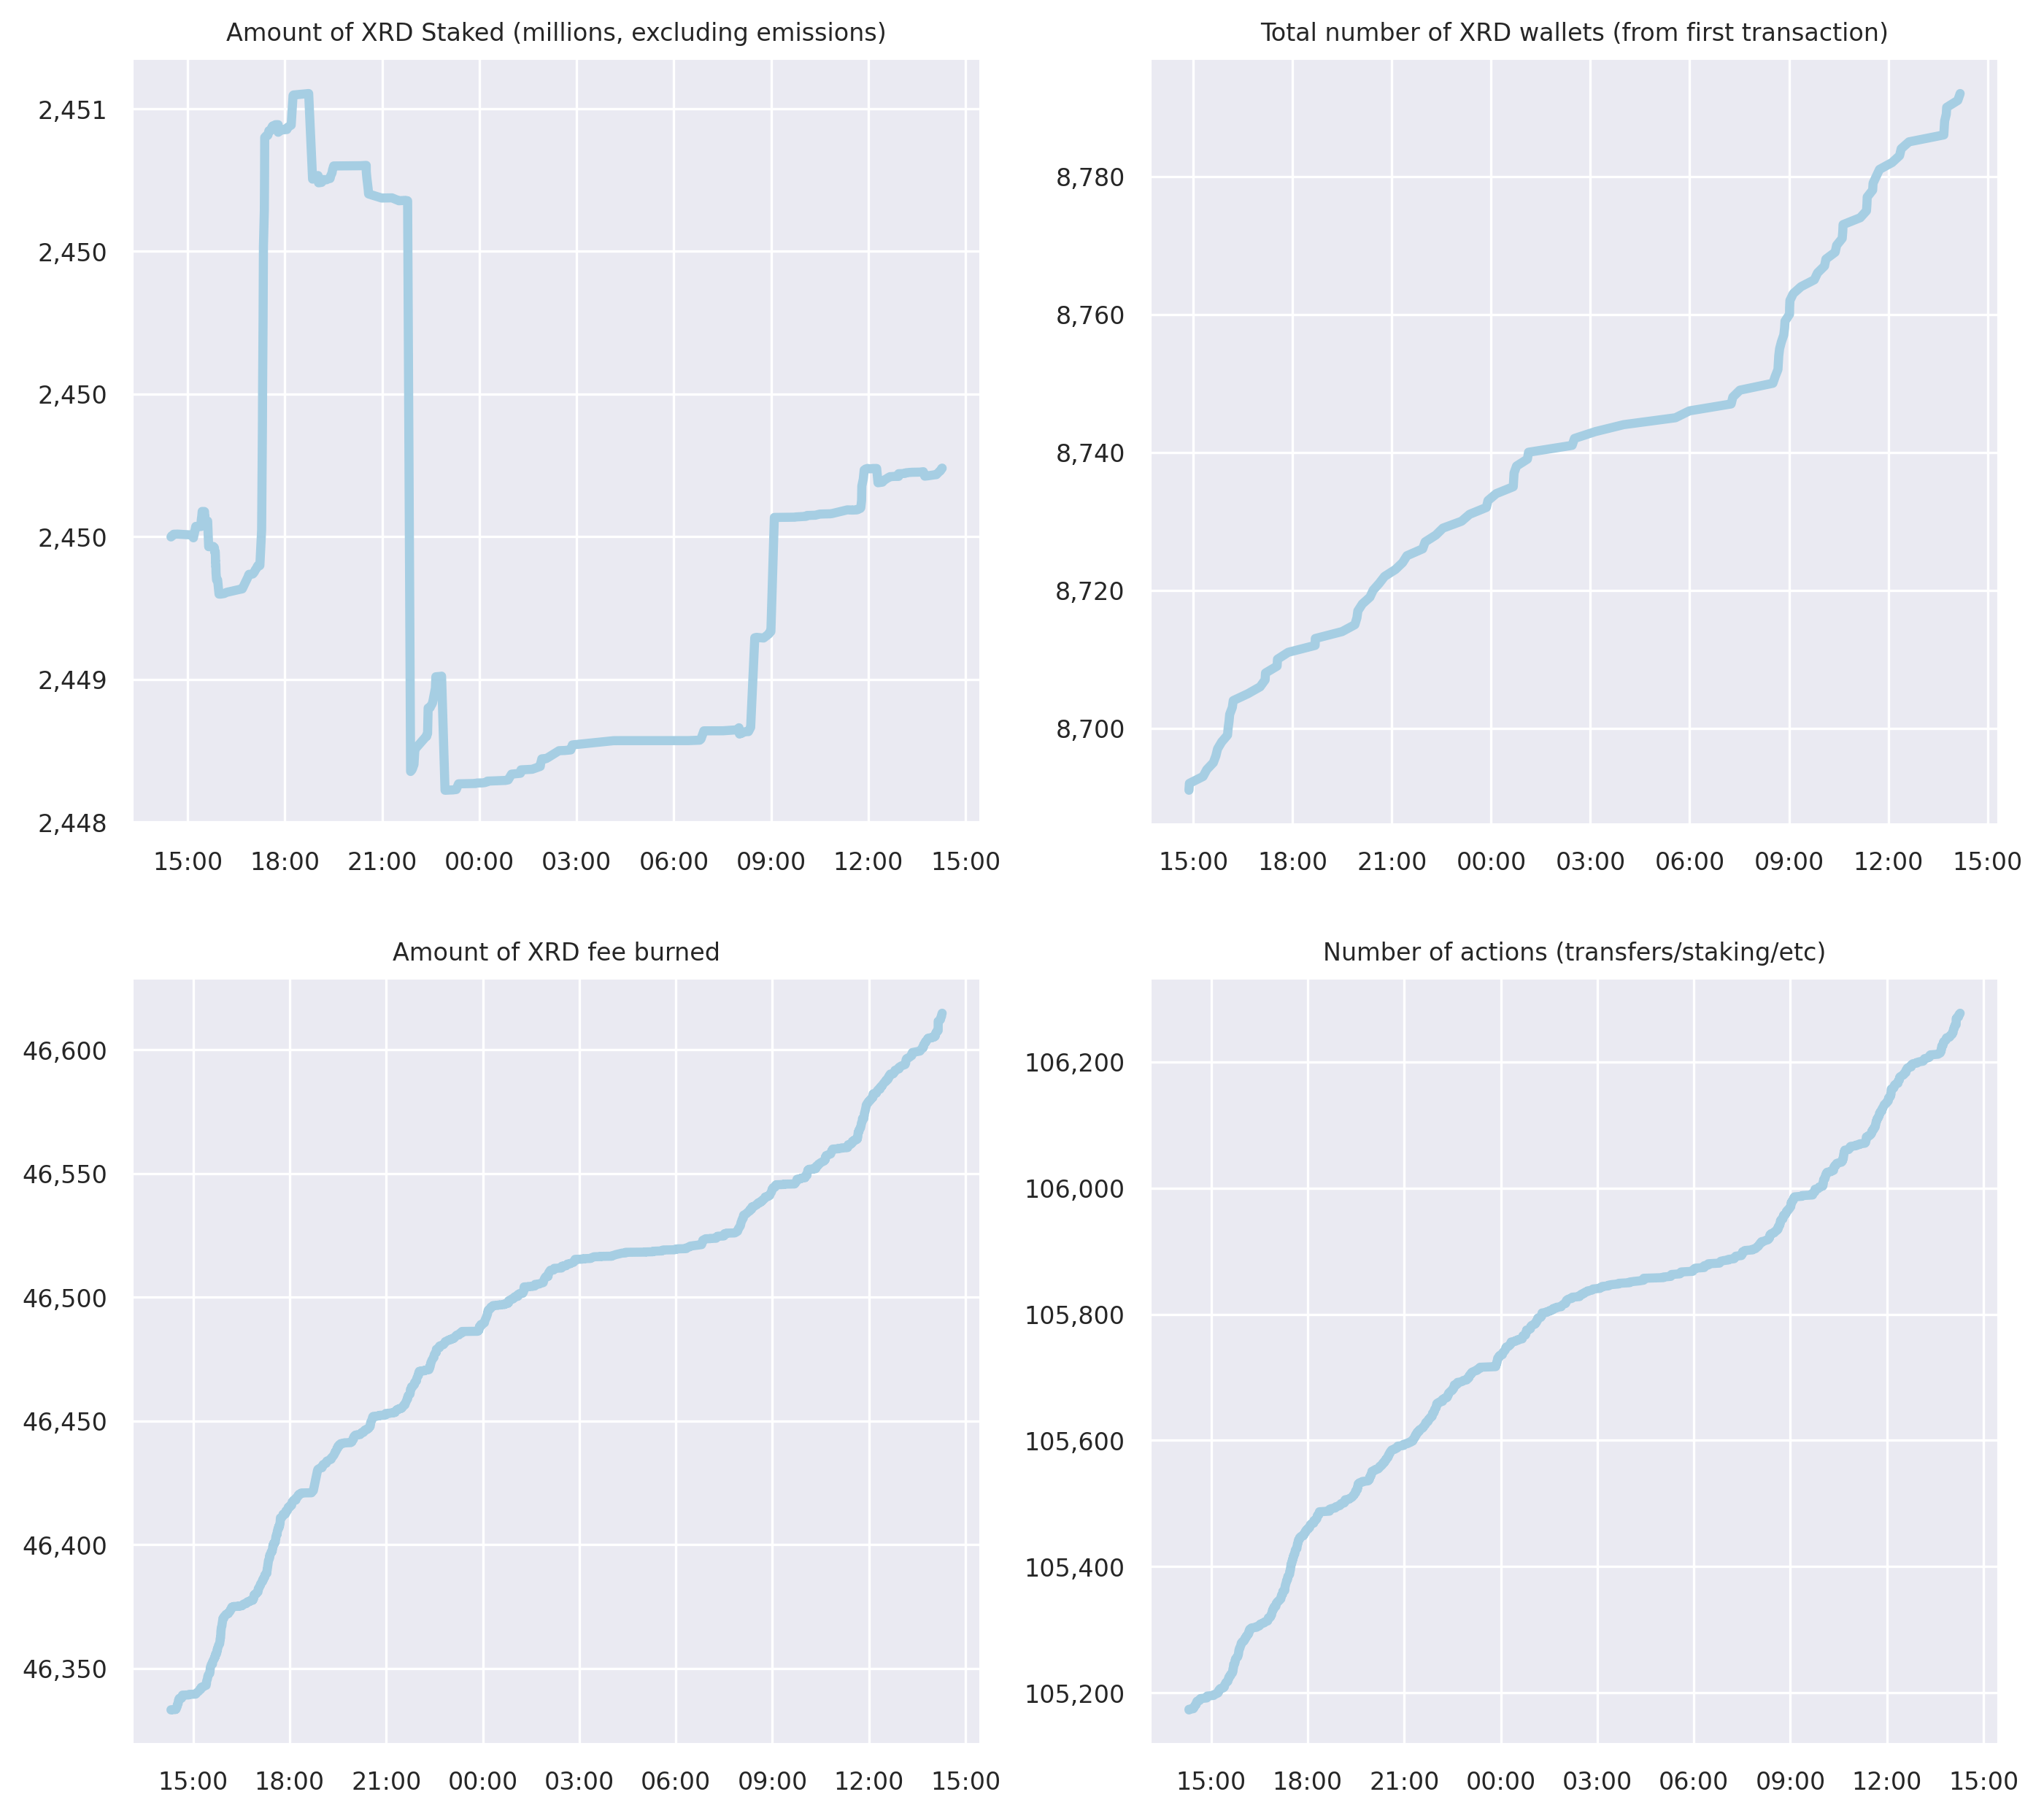 Amount of XRD Staked (millions, excluding emissions)
2,451
2,450
2,450
2,450
2,449
2,448
15:00 18:00 21:00 00:00 03:00 06:00 09:00 12:00 15:00
Total number of XRD wallets (from first transaction)
8,780
8,760
8,740
8,720
8,700
15:00 18:00 21:00 00:00 03:00 06:00 09:00 12:00 15:00
Amount of XRD fee burned
46,600
46,550
46,500
46,450
46,400
46,350
15:00 18:00 21:00 00:00 03:00 06:00 09:00 12:00 15:00
Number of actions (transfers/staking/etc)
106,200
106,000
105,800
105,600
105,400
105,200
15:00 18:00 21:00 00:00 03:00 06:00 09:00 12:00 15:00